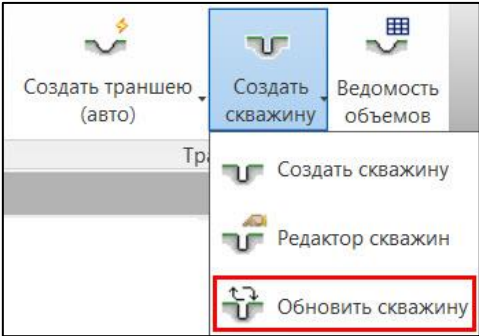 Создать траншею
(авто)
Создать
скважину
Ведомость
объемов
Тра
Создать скважину
Редактор скважин
Обновить скважину